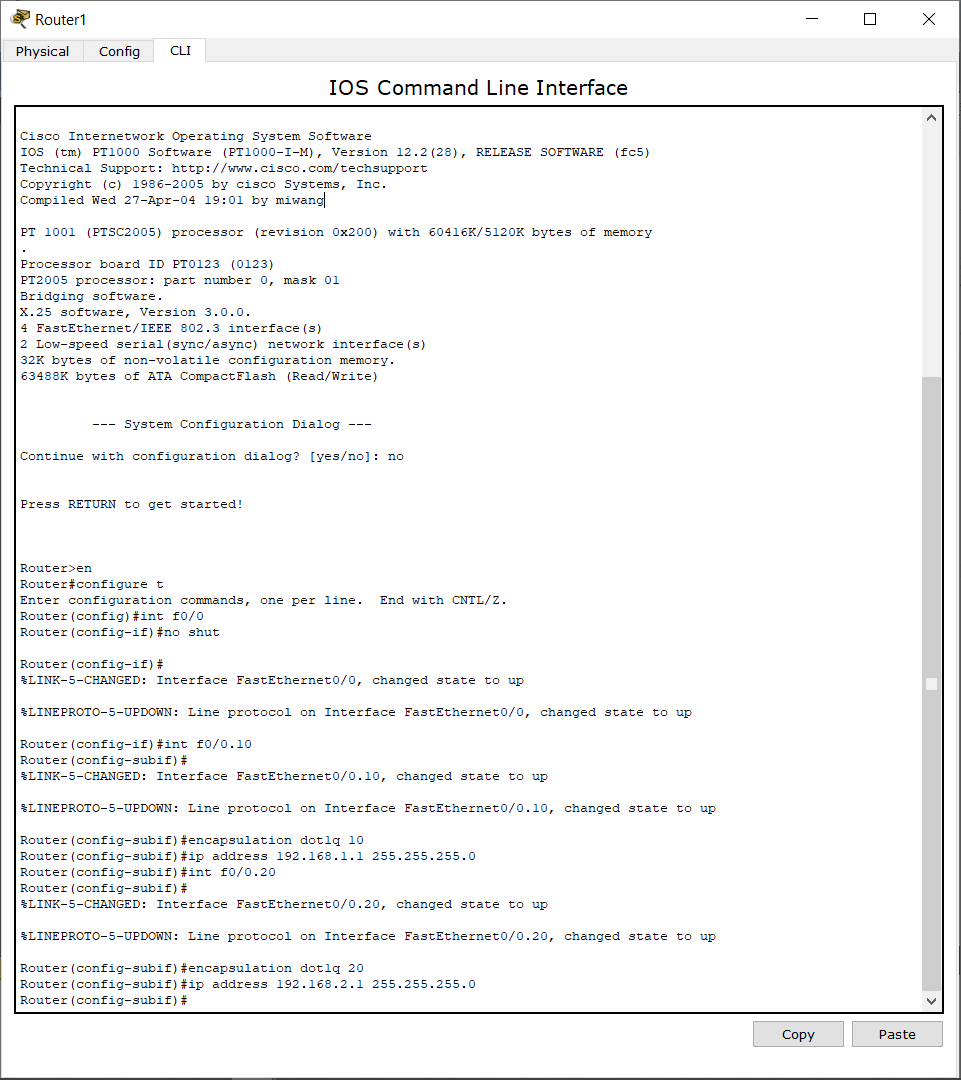 Router1
Physical Config CLI
IOS Command Line Interface
Cisco Internetwork Operating System Software
IOS (tm) PT1000 Software (PT1000-I-M), Version 12.2(28), RELEASE SOFTWARE (fc5)
Technical Support: http://www.cisco.com/techsupport
Copyright (c) 1986-2005 by cisco Systems, Inc.
Compiled Wed 27-Apr-04 19:01 by miwang
PT 1001 (PTSC2005) processor (revision 0x200) with 60416K/5120K bytes of memory
.
Processor board ID PT0123 (0123)
PT2005 processor: part number 0, mask 01
Bridging software.
X.25 software, Version 3.0.0.
4 FastEthernet/IEEE 802.3 interface(s)
2 Low-speed serial(sync/async) network interface(s)
32K bytes of non-volatile configuration memory.
63488K bytes of ATA CompactFlash (Read/Write)
--- System Configuration Dialog ---
Continue with configuration dialog? [yes/no]: no
Press RETURN to get started!
Router>en
Router#configure t
Enter configuration commands, one per line.  End with CNTL/Z.
Router(config)#int f0/0
Router(config-if)#no shut
Router(config-if)#
%LINK-5-CHANGED: Interface FastEthernet0/0, changed state to up
%LINEPROTO-5-UPDOWN: Line protocol on Interface FastEthernet0/0, changed state to up
Router(config-if)#int f0/0.10
Router(config-subif)#
%LINK-5-CHANGED: Interface FastEthernet0/0.10, changed state to up
%LINEPROTO-5-UPDOWN: Line protocol on Interface FastEthernet0/0.10, changed state to up
Router(config-subif)#encapsulation dot1q 10
Router(config-subif)#ip address 192.168.1.1 255.255.255.0
Router(config-subif)#int f0/0.20
Router(config-subif)#
%LINK-5-CHANGED: Interface FastEthernet0/0.20, changed state to up
%LINEPROTO-5-UPDOWN: Line protocol on Interface FastEthernet0/0.20, changed state to up
Router(config-subif)#encapsulation dot1q 20
Router(config-subif)#ip address 192.168.2.1 255.255.255.0
Router(config-subif)#
Copy Paste